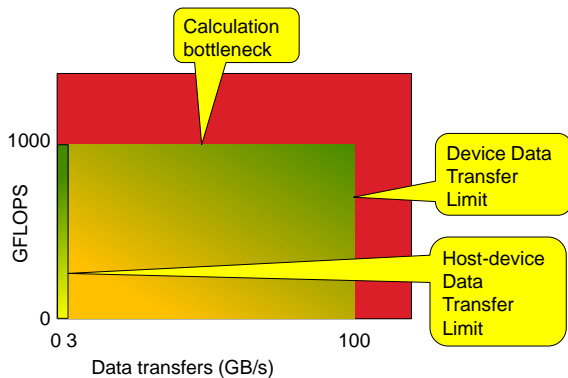 Calculation
bottleneck
1000
Device Data
Transfer
Limit
GFLOPS
Host-device
Data
Transfer
Limit
0
0 3
100
Data transfers (GB/s)